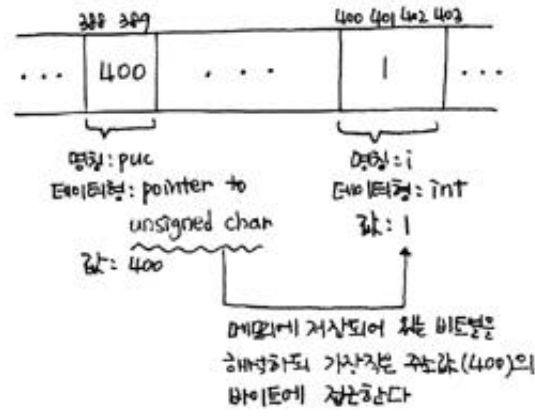 388 389
400 401 402 403
... 400 ... 1 ...
명칭: puc
데이터형: pointer to
unsigned char
값: 400
명칭: i
데이터형: int
값: 1
메모리에 저장되어 있는 비트열을
해석하되 가장작은 주소값(400)의
바이트에 접근한다